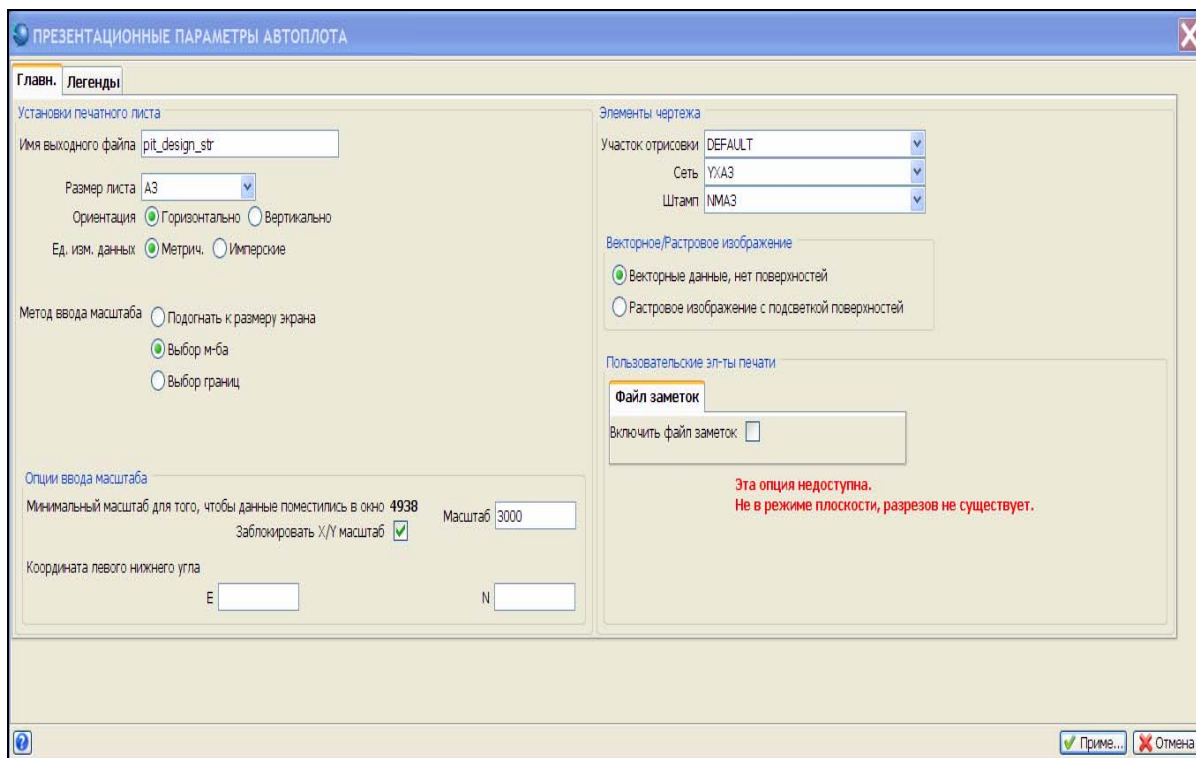 ПРЕЗЕНТАЦИОННЫЕ ПАРАМЕТРЫ АВТОПЛОТА
Главн. Легенды
Установки печатного листа
Имя выходного файла pit_design_str
Размер листа A3
Ориентация Горизонтально Вертикально
Ед. изм. данных Метрич. Имперские
Метод ввода масштаба Подогнать к размеру экрана
Выбор м-ба
Выбор границ
Опции ввода масштаба
Минимальный масштаб для того, чтобы данные поместились в окно 4938
Масштаб 3000
Заблокировать X/Y масштаб
Координата левого нижнего угла
E N
Элементы чертежа
Участок отрисовки DEFAULT
Сеть YXA3
Штамп NMA3
Векторное/Растровое изображение
Векторные данные, нет поверхностей
Растровое изображение с подсветкой поверхностей
Пользовательские эл-ты печати
Файл заметок
Включить файл заметок
Эта опция недоступна.
Не в режиме плоскости, разрезов не существует.
Приме... Отмена